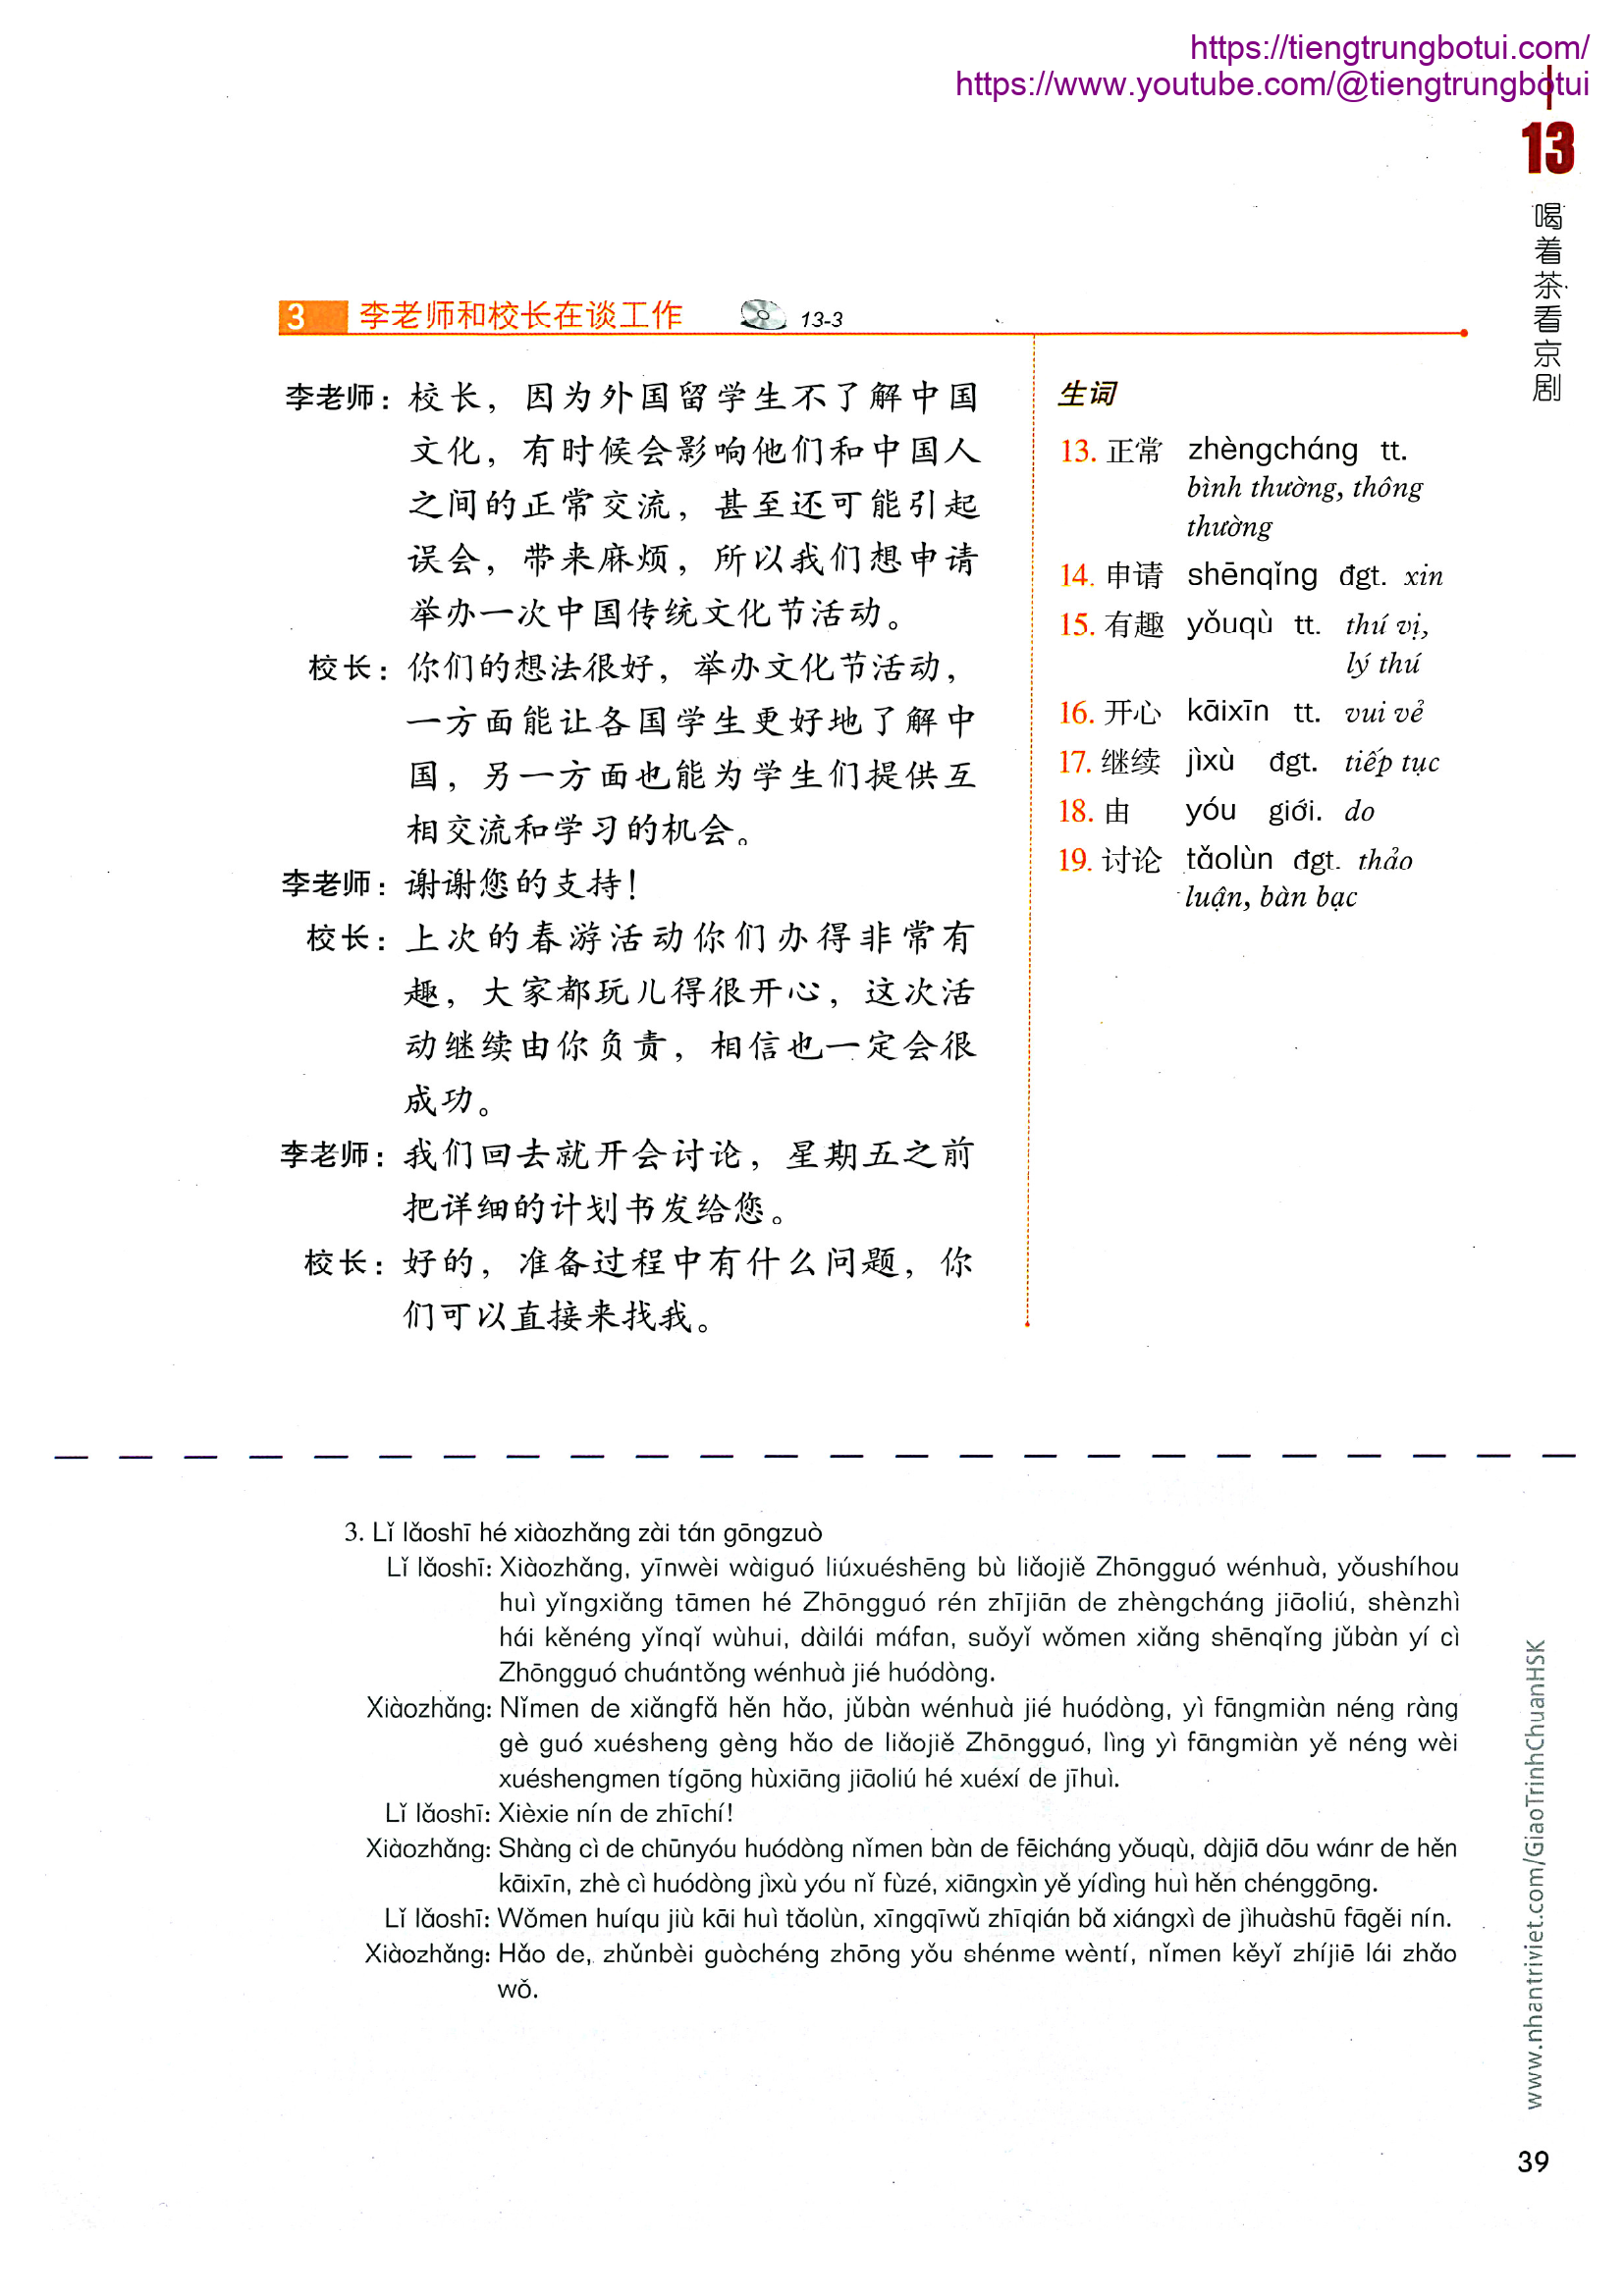 https://tiengtrungbotui.com/
https://www.youtube.com/@tiengtrungbotui
13
喝着茶看京剧
3 李老师和校长在谈工作 13-3
李老师：校长，因为外国留学生不了解中国
文化，有时候会影响他们和中国人
之间的正常交流，甚至还可能引起
误会，带来麻烦，所以我们想申请
举办一次中国传统文化节活动。
校长：你们的想法很好，举办文化节活动，
一方面能让各国学生更好地了解中
国，另一方面也能为学生们提供互
相交流和学习的机会。
李老师：谢谢您的支持！
校长：上次的春游活动你们办得非常有
趣，大家都玩儿得很开心，这次活
动继续由你负责，相信也一定会很
成功。
李老师：我们回去就开会讨论，星期五之前
把详细的计划书发给您。
校长：好的，准备过程中有什么问题，你
们可以直接来找我。
生词
13. 正常 zhèngcháng tt.
bình thường, thông
thường
14. 申请 shēnqǐng đgt. xin
15. 有趣 yǒuqù tt. thú vị,
lý thú
16. 开心 kāixīn tt. vui vẻ
17. 继续 jìxù đgt. tiếp tục
18. 由 yóu giới. do
19. 讨论 tǎolùn đgt. thảo
luận, bàn bạc
3. Lǐ lǎoshī hé xiàozhǎng zài tán gōngzuò
Lǐ lǎoshī: Xiàozhǎng, yīnwèi wàiguó liúxuéshēng bù liǎojiě Zhōngguó wénhuà, yǒushíhou
huì yǐngxiǎng tāmen hé Zhōngguó rén zhījiān de zhèngcháng jiāoliú, shènzhì
hái kěnéng yǐnqǐ wùhui, dàilái máfan, suǒyǐ wǒmen xiǎng shēnqǐng jǔbàn yí cì
Zhōngguó chuántǒng wénhuà jié huódòng.
Xiàozhǎng: Nǐmen de xiǎngfǎ hěn hǎo, jǔbàn wénhuà jié huódòng, yì fāngmiàn néng ràng
gè guó xuésheng gèng hǎo de liǎojiě Zhōngguó, lìng yì fāngmiàn yě néng wèi
xuéshengmen tígōng hùxiāng jiāoliú hé xuéxí de jīhuì.
Lǐ lǎoshī: Xièxie nín de zhīchí!
Xiàozhǎng: Shàng cì de chūnyóu huódòng nǐmen bàn de fēicháng yǒuqù, dàjiā dōu wánr de hěn
kāixīn, zhè cì huódòng jìxù yóu nǐ fùzé, xiāngxìn yě yídìng huì hěn chénggōng.
Lǐ lǎoshī: Wǒmen huíqu jiù kāi huì tǎolùn, xīngqīwǔ zhīqián bǎ xiángxì de jìhuàshū fāgěi nín.
Xiàozhǎng: Hǎo de, zhǔnbèi guòchéng zhōng yǒu shénme wèntí, nǐmen kěyǐ zhíjiē lái zhǎo
wǒ.
www.nhantriviet.com/GiaoTrinhChuanHSK
39